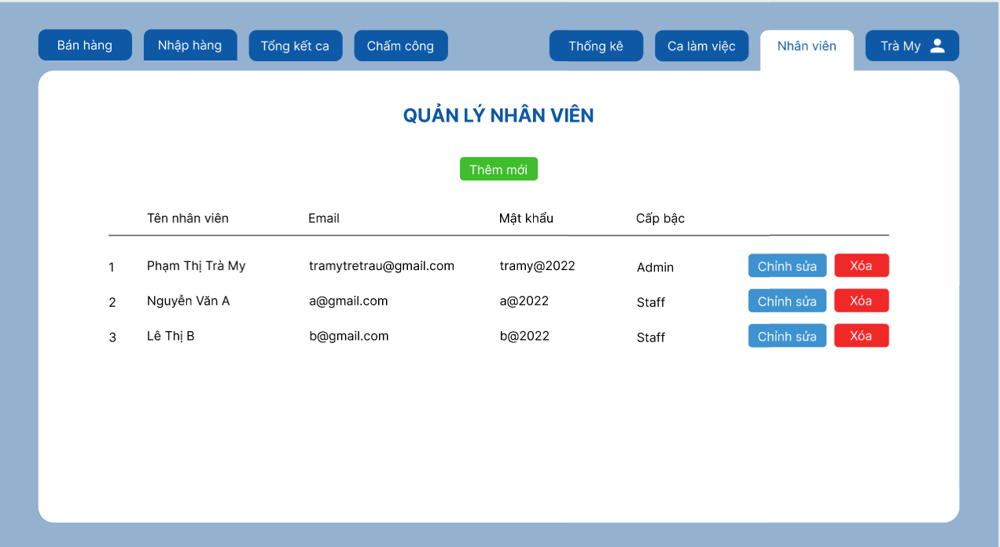 Bán hàng Nhập hàng Tổng kết ca Chấm công Thống kê Ca làm việc Nhân viên Trà My
QUẢN LÝ NHÂN VIÊN
Thêm mới
Tên nhân viên Email Mật khẩu Cấp bậc
1 Phạm Thị Trà My tramytretrau@gmail.com tramy@2022 Admin Chỉnh sửa Xóa
2 Nguyễn Văn A a@gmail.com a@2022 Staff Chỉnh sửa Xóa
3 Lê Thị B b@gmail.com b@2022 Staff Chỉnh sửa Xóa